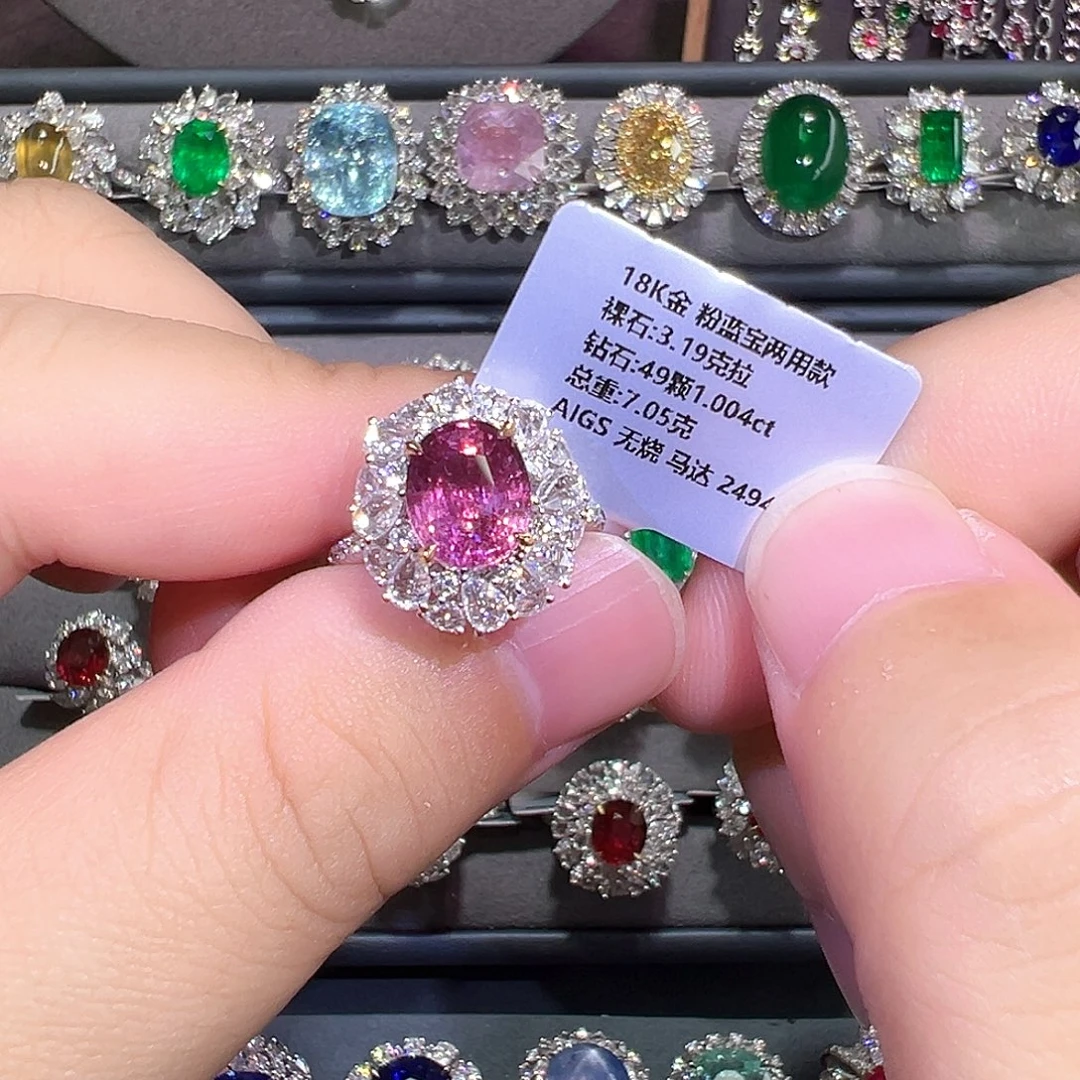 18K金 粉蓝宝两用款
裸石:3.19克拉
钻石:49颗1.004ct
总重:7.05克
AIGS 无烧 马达 2494